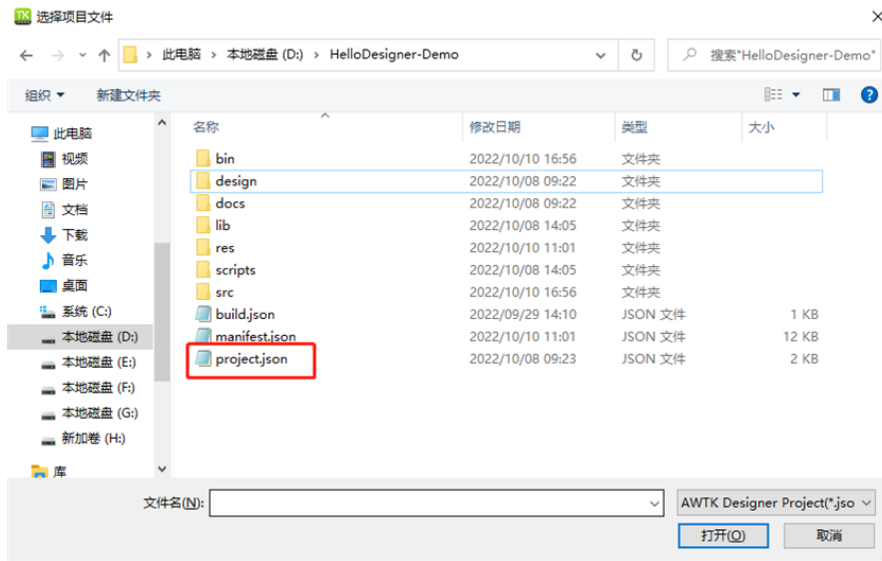 TK 选择项目文件
此电脑 > 本地磁盘 (D:) > HelloDesigner-Demo
搜索"HelloDesigner-Demo"
组织 新建文件夹
名称 修改日期 类型 大小
此电脑
视频
图片
文档
下载
音乐
桌面
系统 (C:)
本地磁盘 (D:)
本地磁盘 (E:)
本地磁盘 (F:)
本地磁盘 (G:)
新加卷 (H:)
库
bin 2022/10/10 16:56 文件夹
design 2022/10/08 09:22 文件夹
docs 2022/10/08 09:22 文件夹
lib 2022/10/08 14:05 文件夹
res 2022/10/10 11:01 文件夹
scripts 2022/10/08 14:05 文件夹
src 2022/10/10 16:56 文件夹
build.json 2022/09/29 14:10 JSON 文件 1 KB
manifest.json 2022/10/10 11:01 JSON 文件 12 KB
project.json 2022/10/08 09:23 JSON 文件 2 KB
文件名(N):
AWTK Designer Project(*.jso
打开(O) 取消